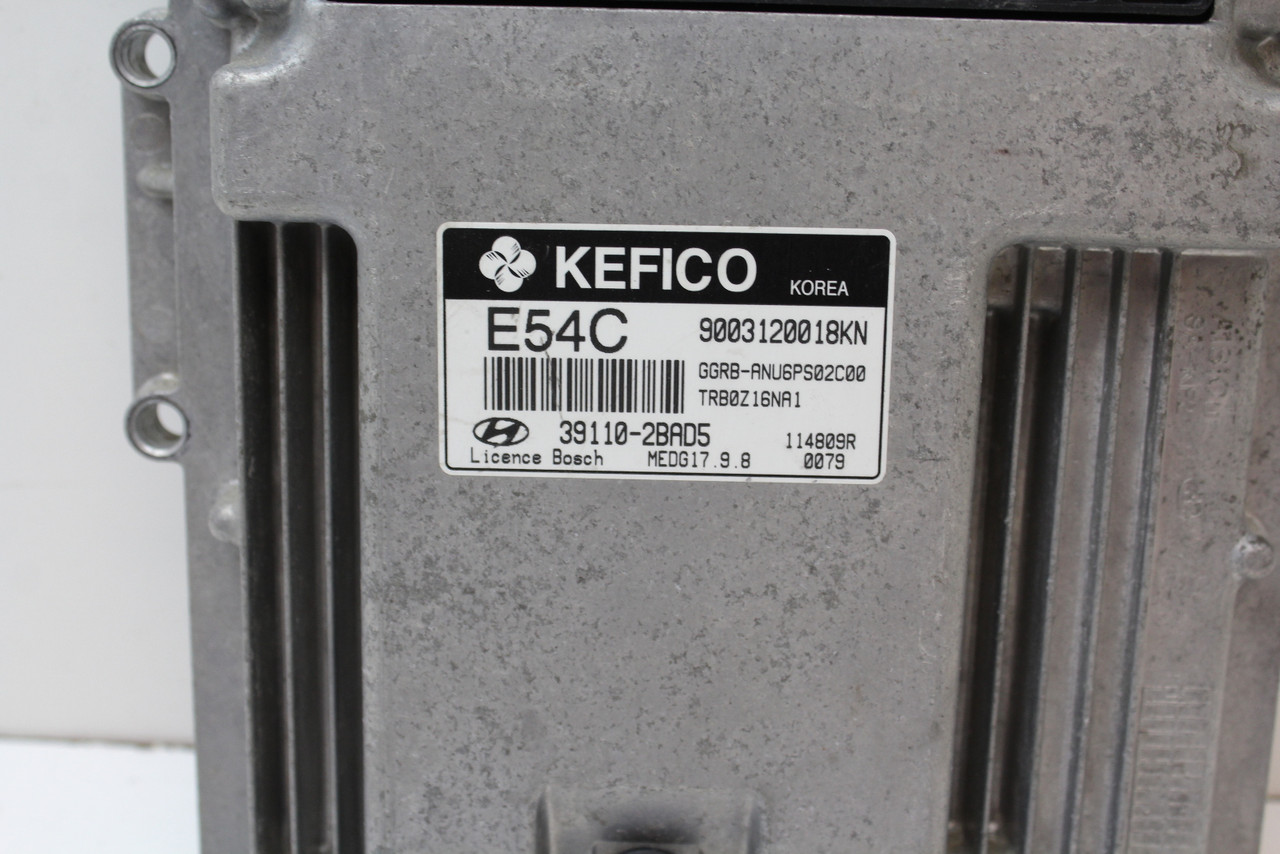 KEFICO KOREA
E54C 9003120018KN
GGRB-ANU6PS02C00
TRB0Z16NA1
39110-2BAD5 114809R
Licence Bosch MEDG17.9.8 0079